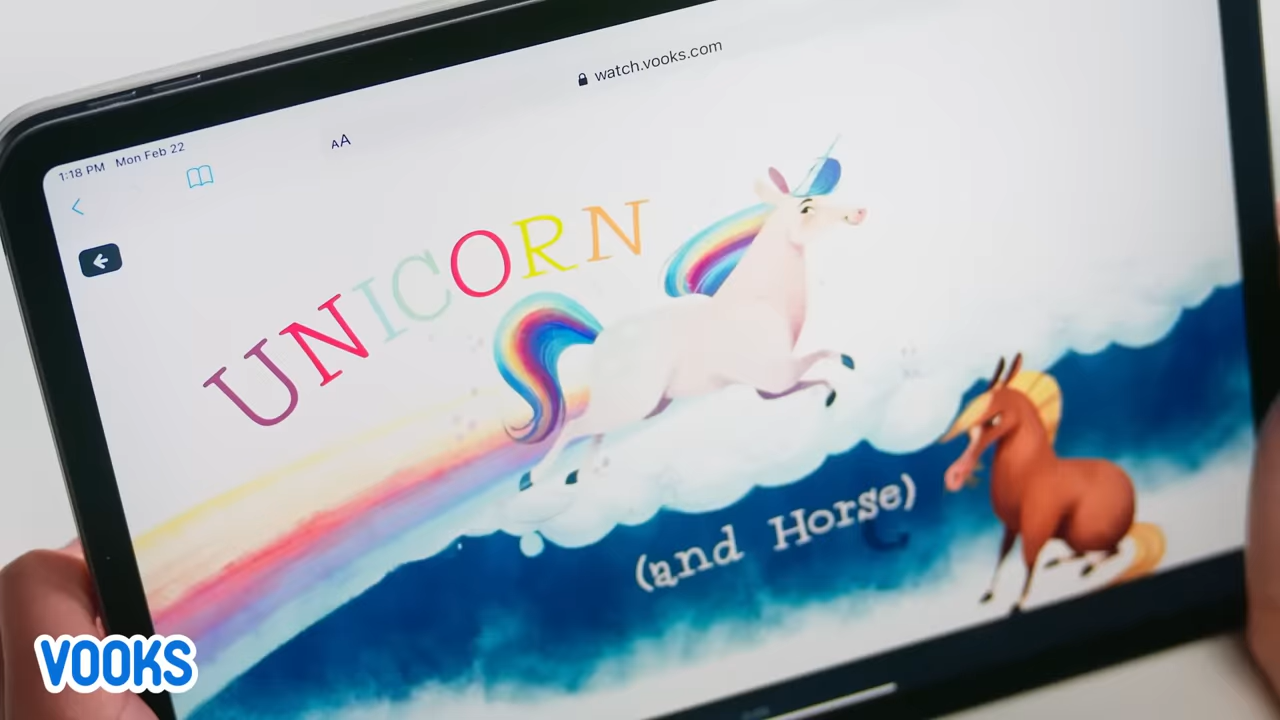 watch.vooks.com
1:18 PM Mon Feb 22
AA
UNICORN
(and Horse)
VOOKS